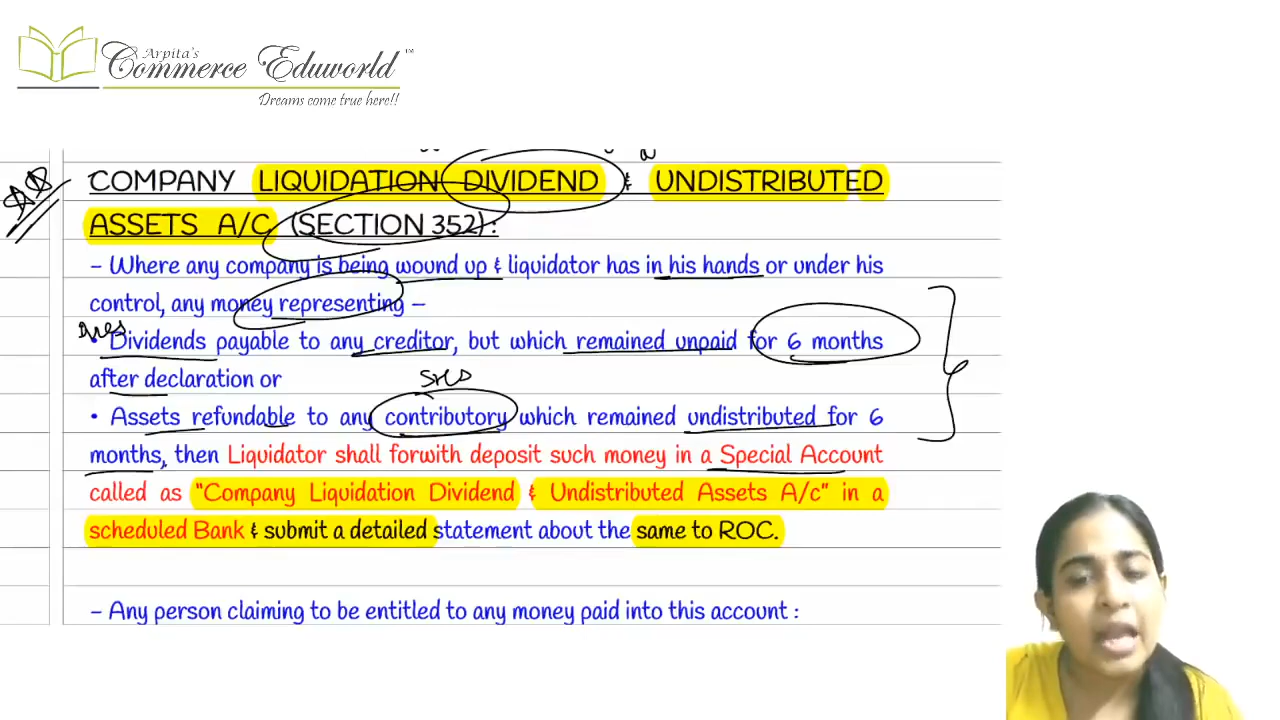 Arpita's
Commerce Eduworld™
Dreams come true here!!
COMPANY LIQUIDATION DIVIDEND & UNDISTRIBUTED
ASSETS A/C (SECTION 352):
– Where any company is being wound up & liquidator has in his hands or under his
control, any money representing –
• Dividends payable to any creditor, but which remained unpaid for 6 months
after declaration or
• Assets refundable to any contributory which remained undistributed for 6
months, then Liquidator shall forwith deposit such money in a Special Account
called as "Company Liquidation Dividend & Undistributed Assets A/c" in a
scheduled Bank & submit a detailed statement about the same to ROC.
– Any person claiming to be entitled to any money paid into this account :